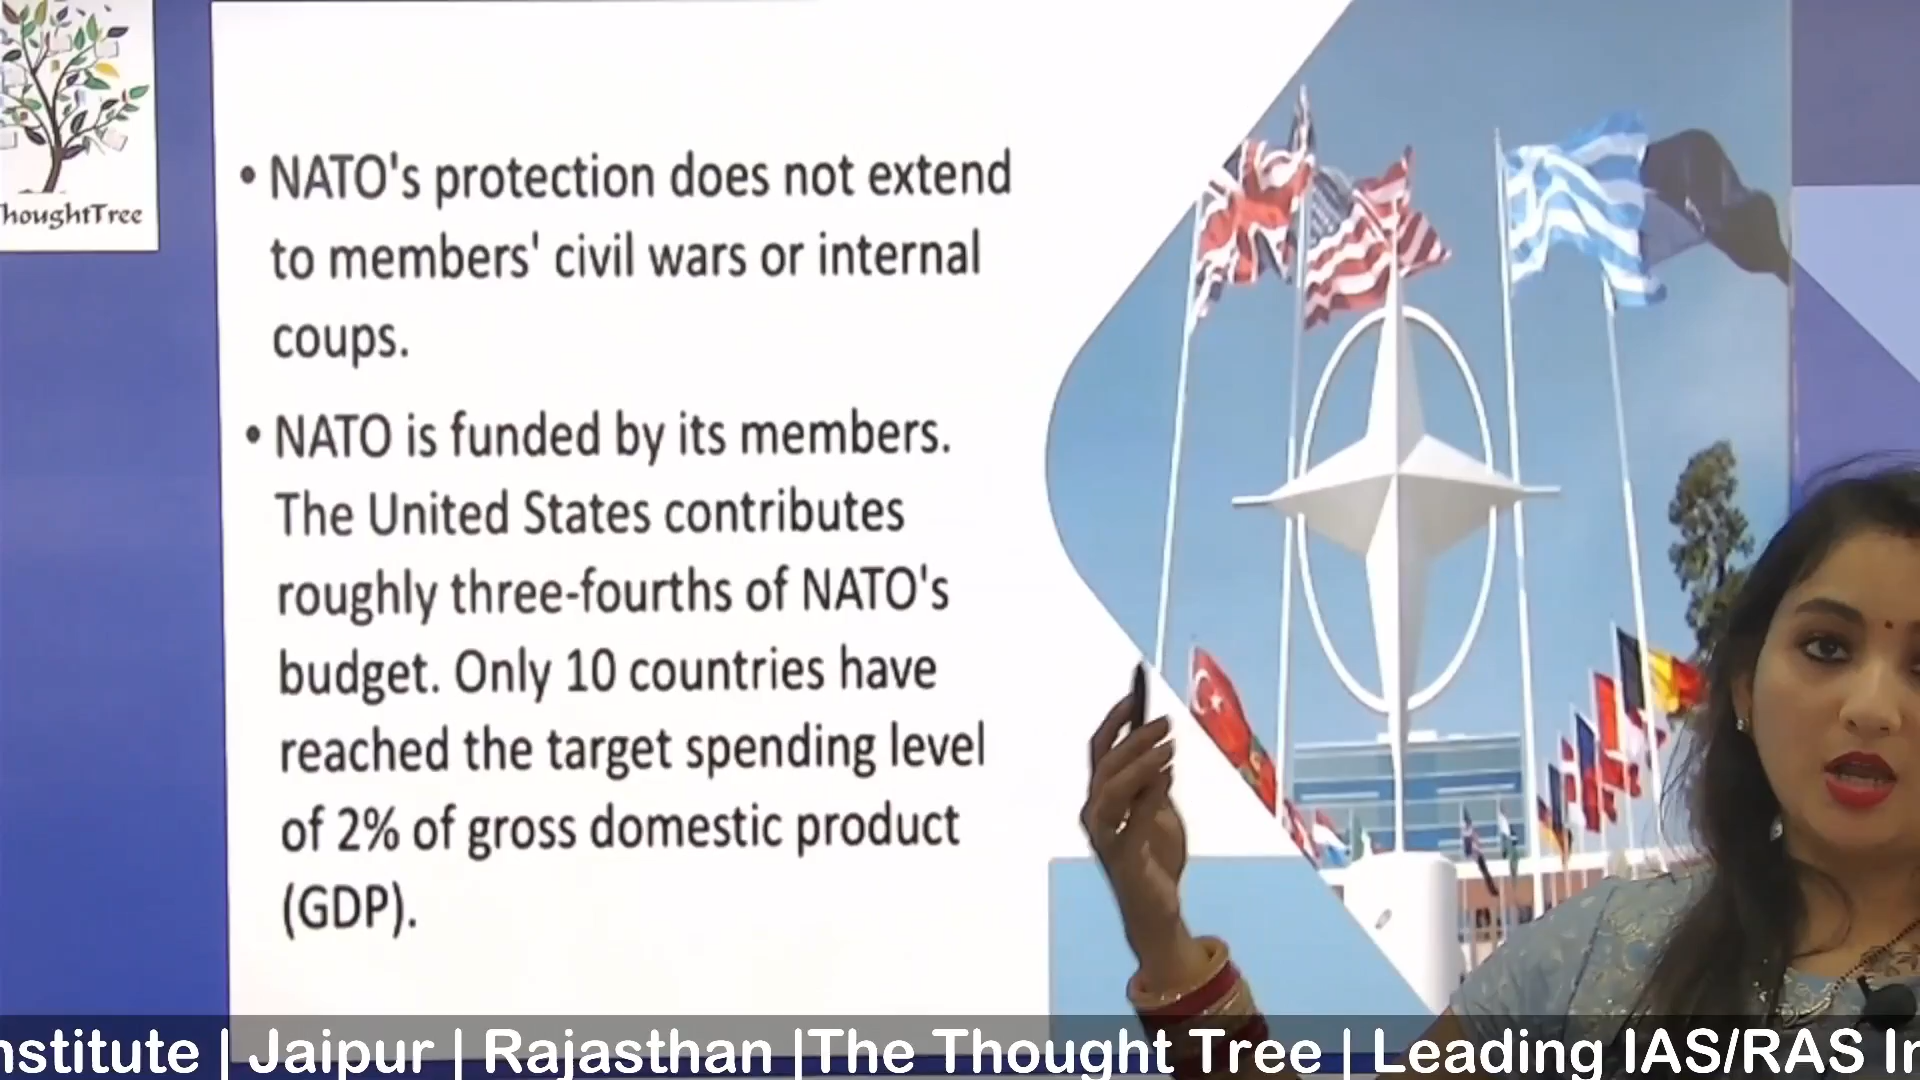 houghtTree
• NATO's protection does not extend
to members' civil wars or internal
coups.
• NATO is funded by its members.
The United States contributes
roughly three-fourths of NATO's
budget. Only 10 countries have
reached the target spending level
of 2% of gross domestic product
(GDP).
nstitute | Jaipur | Rajasthan |The Thought Tree | Leading IAS/RAS In